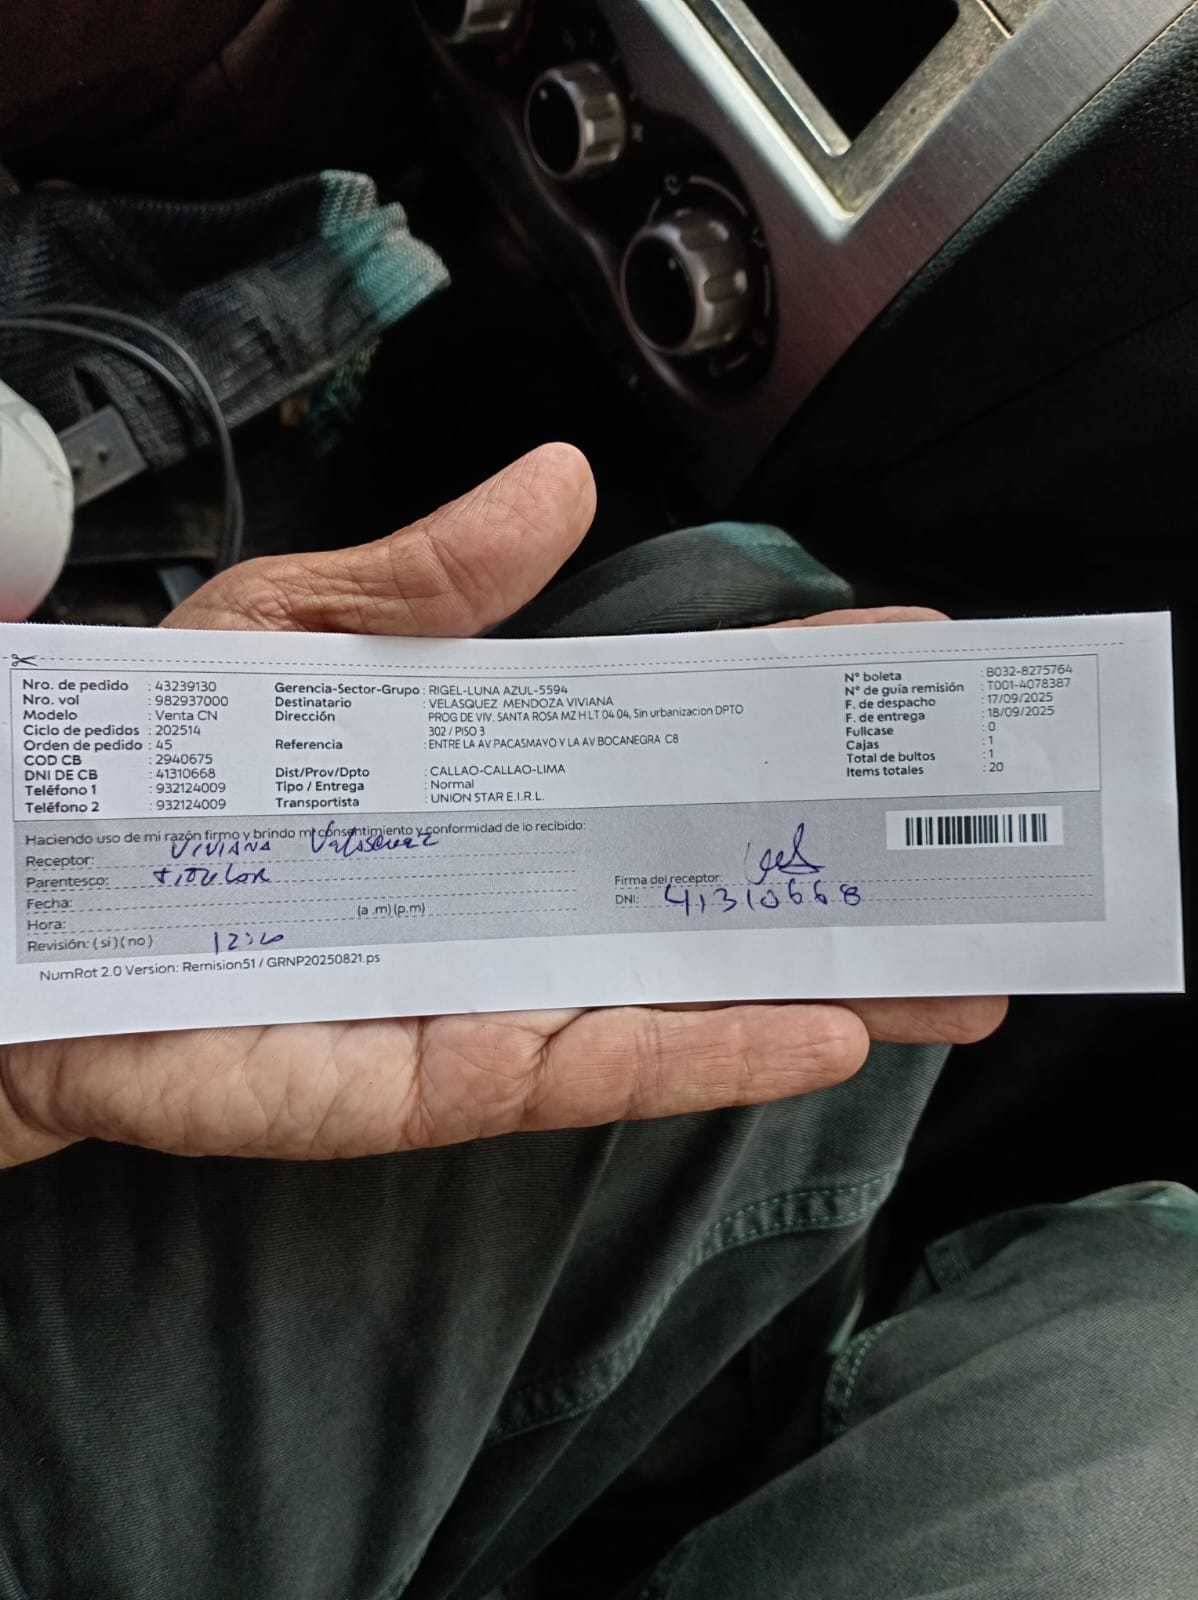 Nro. de pedido : 43239130
Nro. vol : 982937000
Modelo : Venta CN
Ciclo de pedidos : 202514
Orden de pedido : 45
COD CB : 2940675
DNI DE CB : 41310668
Teléfono 1 : 932124009
Teléfono 2 : 932124009
Gerencia-Sector-Grupo : RIGEL-LUNA AZUL-5594
Destinatario : VELASQUEZ MENDOZA VIVIANA
Dirección PROG DE VIV. SANTA ROSA MZ H LT 04 04, Sin urbanizacion DPTO
302 / PISO 3
Referencia : ENTRE LA AV PACASMAYO Y LA AV BOCANEGRA C8
Dist/Prov/Dpto : CALLAO-CALLAO-LIMA
Tipo / Entrega : Normal
Transportista : UNION STAR E.I.R.L.
N° boleta : B032-8275764
N° de guía remisión : T001-4078387
F. de despacho : 17/09/2025
F. de entrega : 18/09/2025
Fullcase : 0
Cajas : 1
Total de bultos : 1
Items totales : 20
Haciendo uso de mi razón firmo y brindo mi consentimiento y conformidad de lo recibido:
Receptor: VIVIANA Velasquez
Parentesco: titular
Fecha:
Hora: (a .m) (p.m)
Revisión: ( si ) ( no )
Firma del receptor:
DNI: 41310668
NumRot 2.0 Version: Remision51 / GRNP20250821.ps